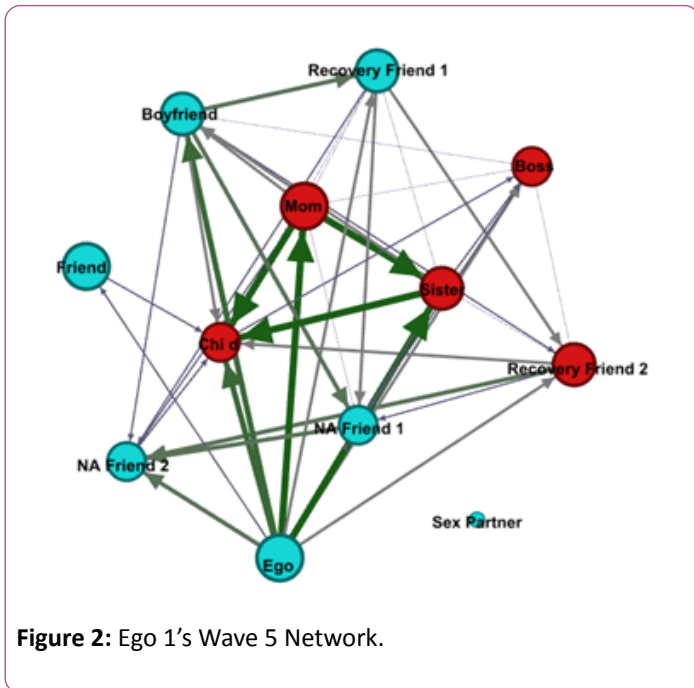 Recovery Friend 1
Boyfriend
Boss
Mom
Friend
Sister
Chi d
Recovery Friend 2
NA Friend 1
NA Friend 2
Sex Partner
Ego
Figure 2: Ego 1's Wave 5 Network.